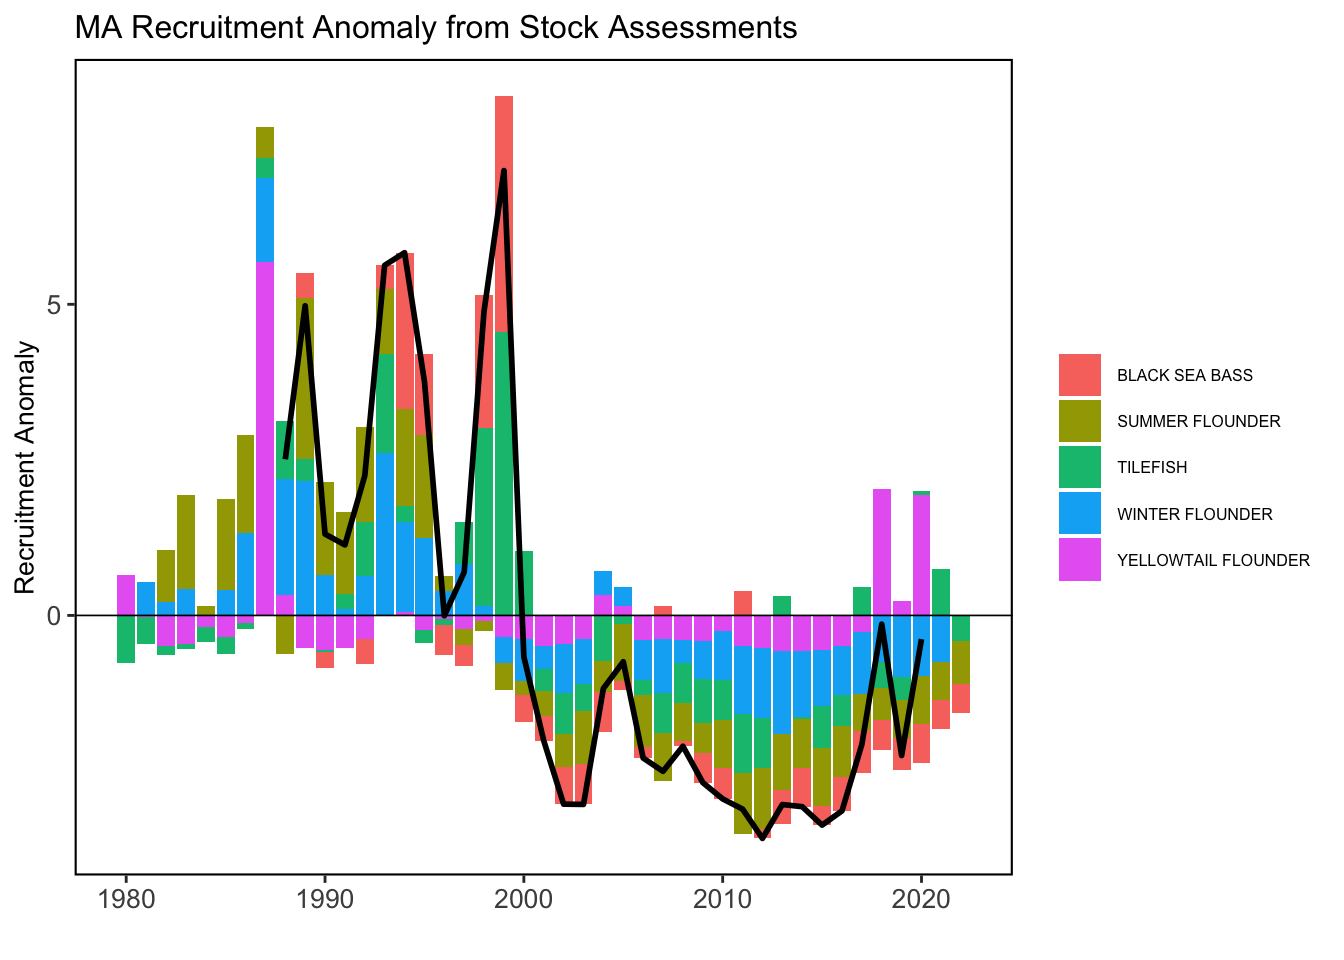 MA Recruitment Anomaly from Stock Assessments
Recruitment Anomaly
5
0
1980
1990
2000
2010
2020
BLACK SEA BASS
SUMMER FLOUNDER
TILEFISH
WINTER FLOUNDER
YELLOWTAIL FLOUNDER